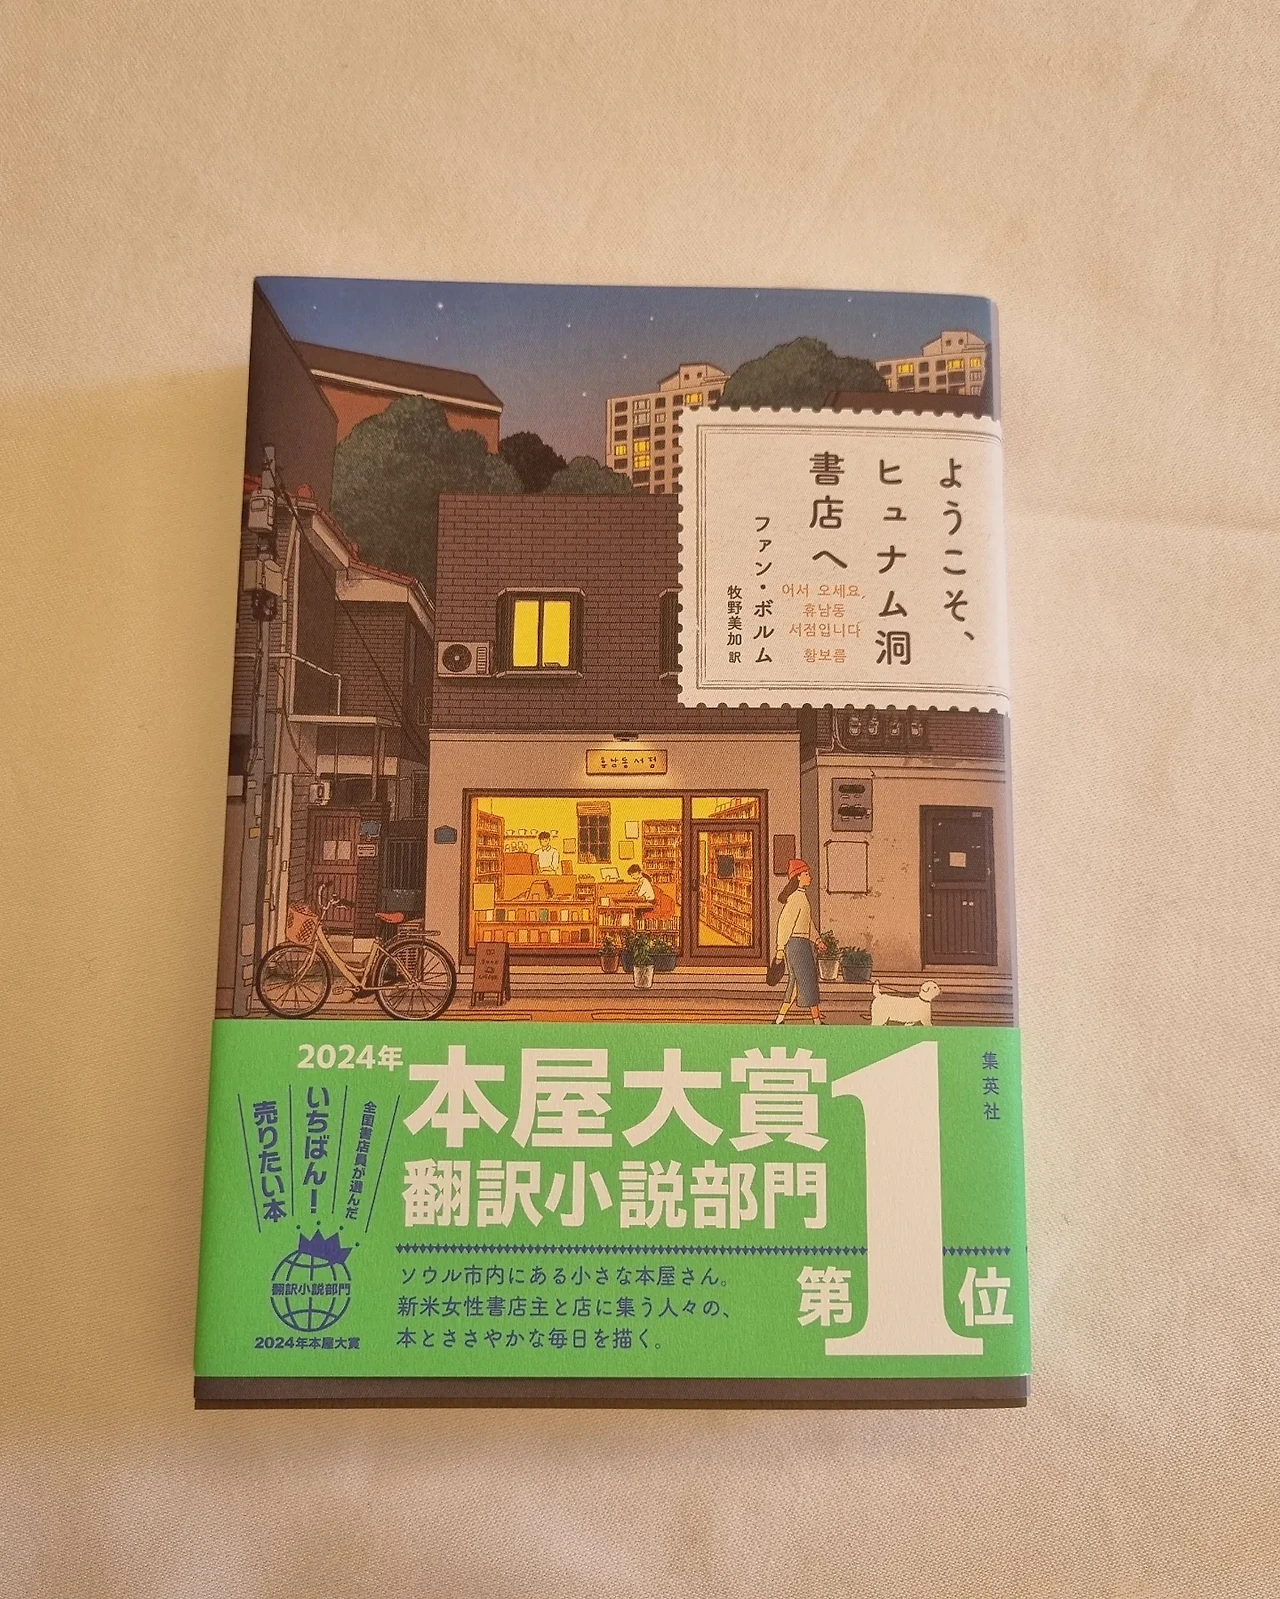 ようこそ、
ヒュナム洞
書店へ
어서 오세요,
휴남동
서점입니다
황보름
ファン・ボルム
牧野美加 訳
휴남동 서점
BOOK
2024年
本屋大賞
翻訳小説部門
第1位
集英社
全国書店員が選んだ
いちばん!
売りたい本
翻訳小説部門
2024年本屋大賞
ソウル市内にある小さな本屋さん。
新米女性書店主と店に集う人々の、
本とささやかな毎日を描く。